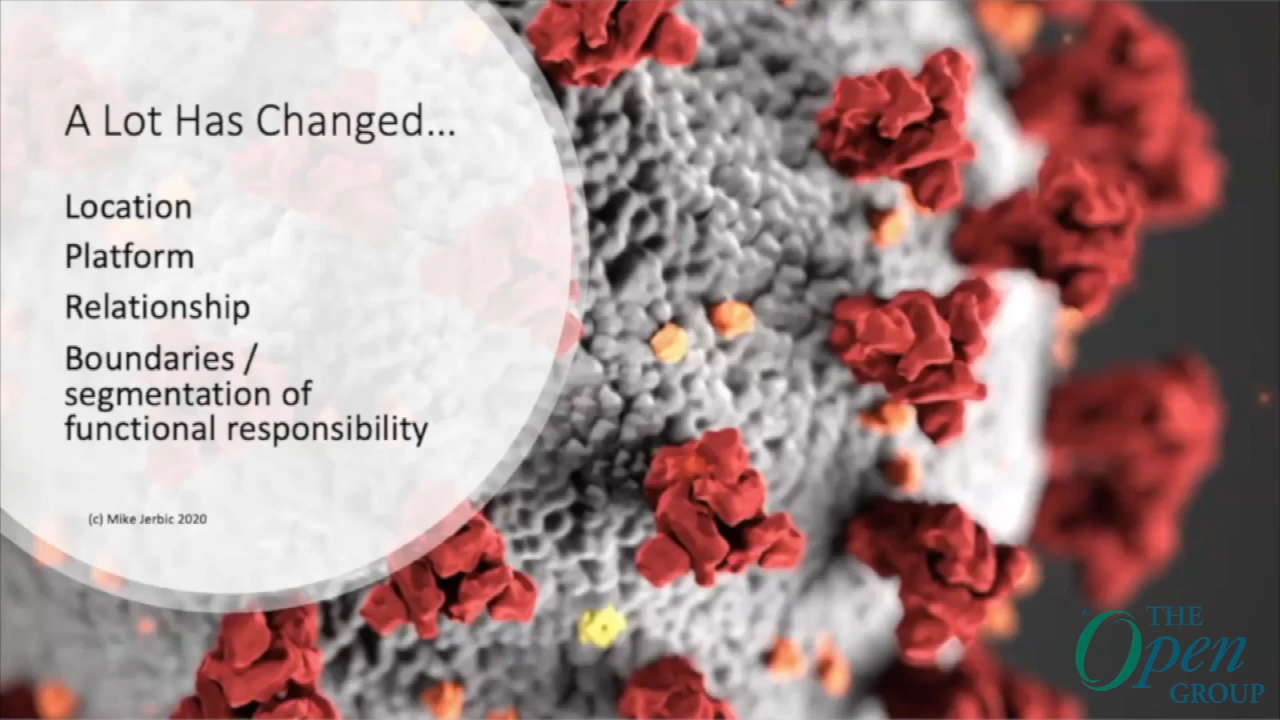 A Lot Has Changed...
Location
Platform
Relationship
Boundaries /
segmentation of
functional responsibility
(c) Mike Jerbic 2020
THE
Open
GROUP